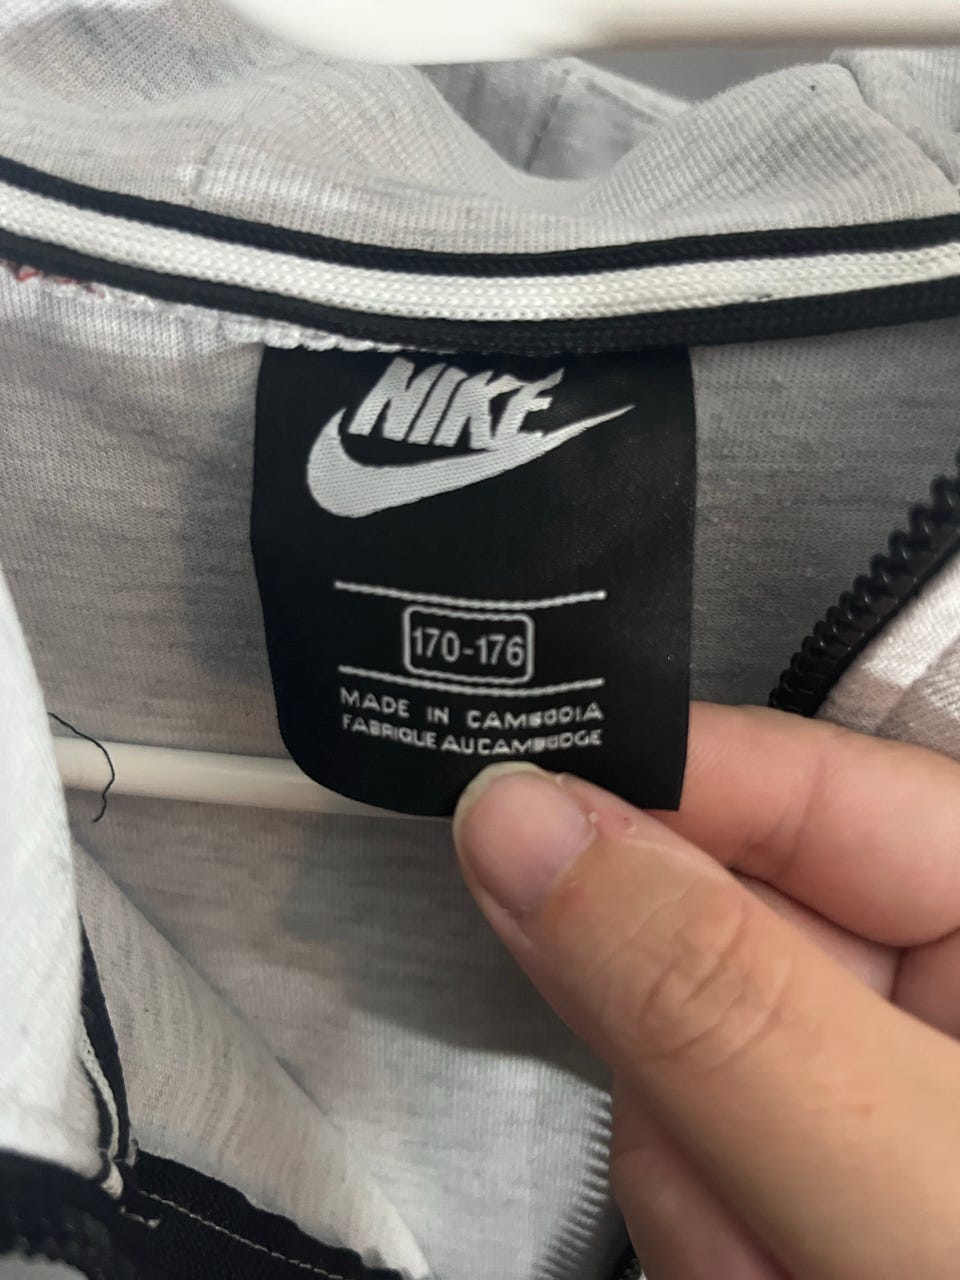 NIKE
170-176
MADE IN CAMBODIA
FABRIQUE AU CAMBODGE